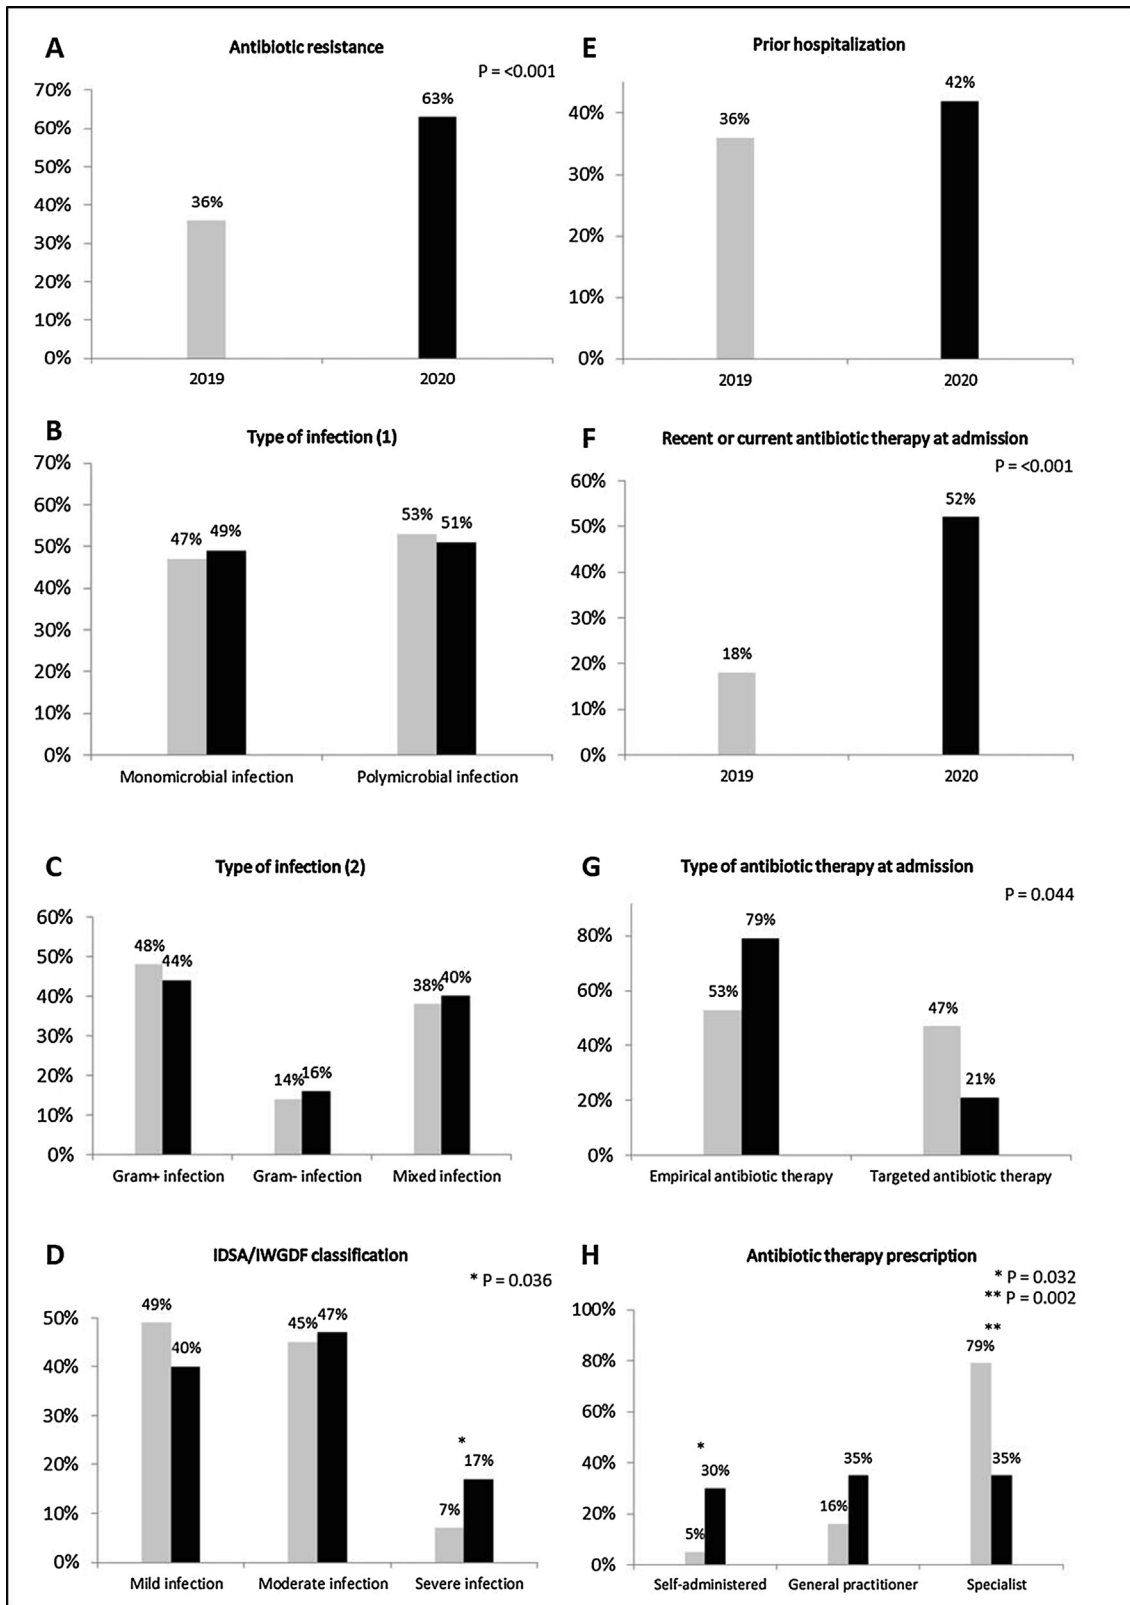 A
Antibiotic resistance
P = <0.001
70%
60%
50%
40%
30%
20%
10%
0%
36%
63%
2019
2020
B
Type of infection (1)
70%
60%
50%
40%
30%
20%
10%
0%
47%
49%
53%
51%
Monomicrobial infection
Polymicrobial infection
C
Type of infection (2)
60%
50%
40%
30%
20%
10%
0%
48%
44%
14%
16%
38%
40%
Gram+ infection
Gram- infection
Mixed infection
D
IDSA/IWGDF classification
* P = 0.036
50%
40%
30%
20%
10%
0%
49%
40%
45%
47%
*
7%
17%
Mild infection
Moderate infection
Severe infection
E
Prior hospitalization
40%
30%
20%
10%
0%
36%
42%
2019
2020
F
Recent or current antibiotic therapy at admission
P = <0.001
60%
50%
40%
30%
20%
10%
0%
18%
52%
2019
2020
G
Type of antibiotic therapy at admission
P = 0.044
80%
60%
40%
20%
0%
53%
79%
47%
21%
Empirical antibiotic therapy
Targeted antibiotic therapy
H
Antibiotic therapy prescription
* P = 0.032
** P = 0.002
100%
80%
60%
40%
20%
0%
*
5%
30%
16%
35%
**
79%
35%
Self-administered
General practitioner
Specialist